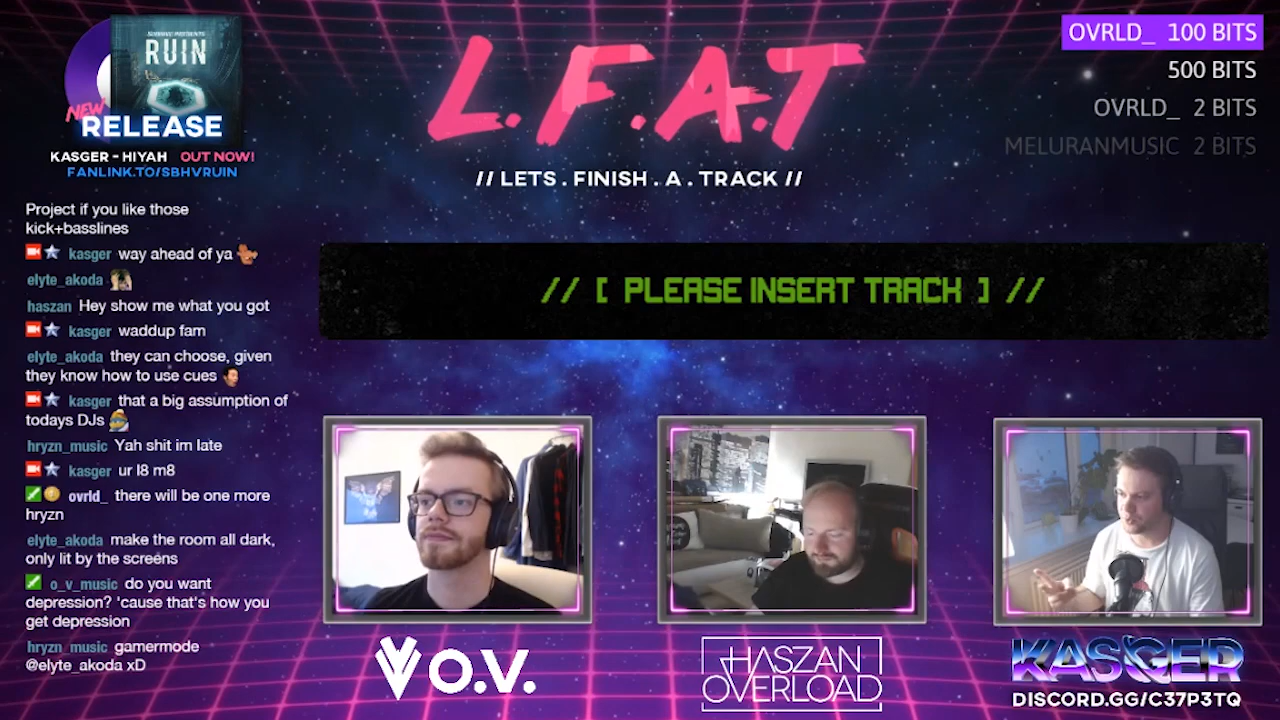 RUIN
NEW
RELEASE
KASGER - HIYAH OUT NOW!
FANLINK.TO/SBHVRUIN
L.F.A.T
// LETS . FINISH . A . TRACK //
OVRLD_ 100 BITS
500 BITS
OVRLD_ 2 BITS
MELURANMUSIC 2 BITS
Project if you like those
kick+basslines
kasger way ahead of ya
elyte_akoda
haszan Hey show me what you got
kasger waddup fam
elyte_akoda they can choose, given
they know how to use cues
kasger that a big assumption of
todays DJs
hryzn_music Yah shit im late
kasger ur l8 m8
ovrld_ there will be one more
hryzn
elyte_akoda make the room all dark,
only lit by the screens
o_v_music do you want
depression? 'cause that's how you
get depression
hryzn_music gamermode
@elyte_akoda xD
// [ PLEASE INSERT TRACK ] //
O.V.
HASZAN
OVERLOAD
KASGER
DISCORD.GG/C37P3TQ